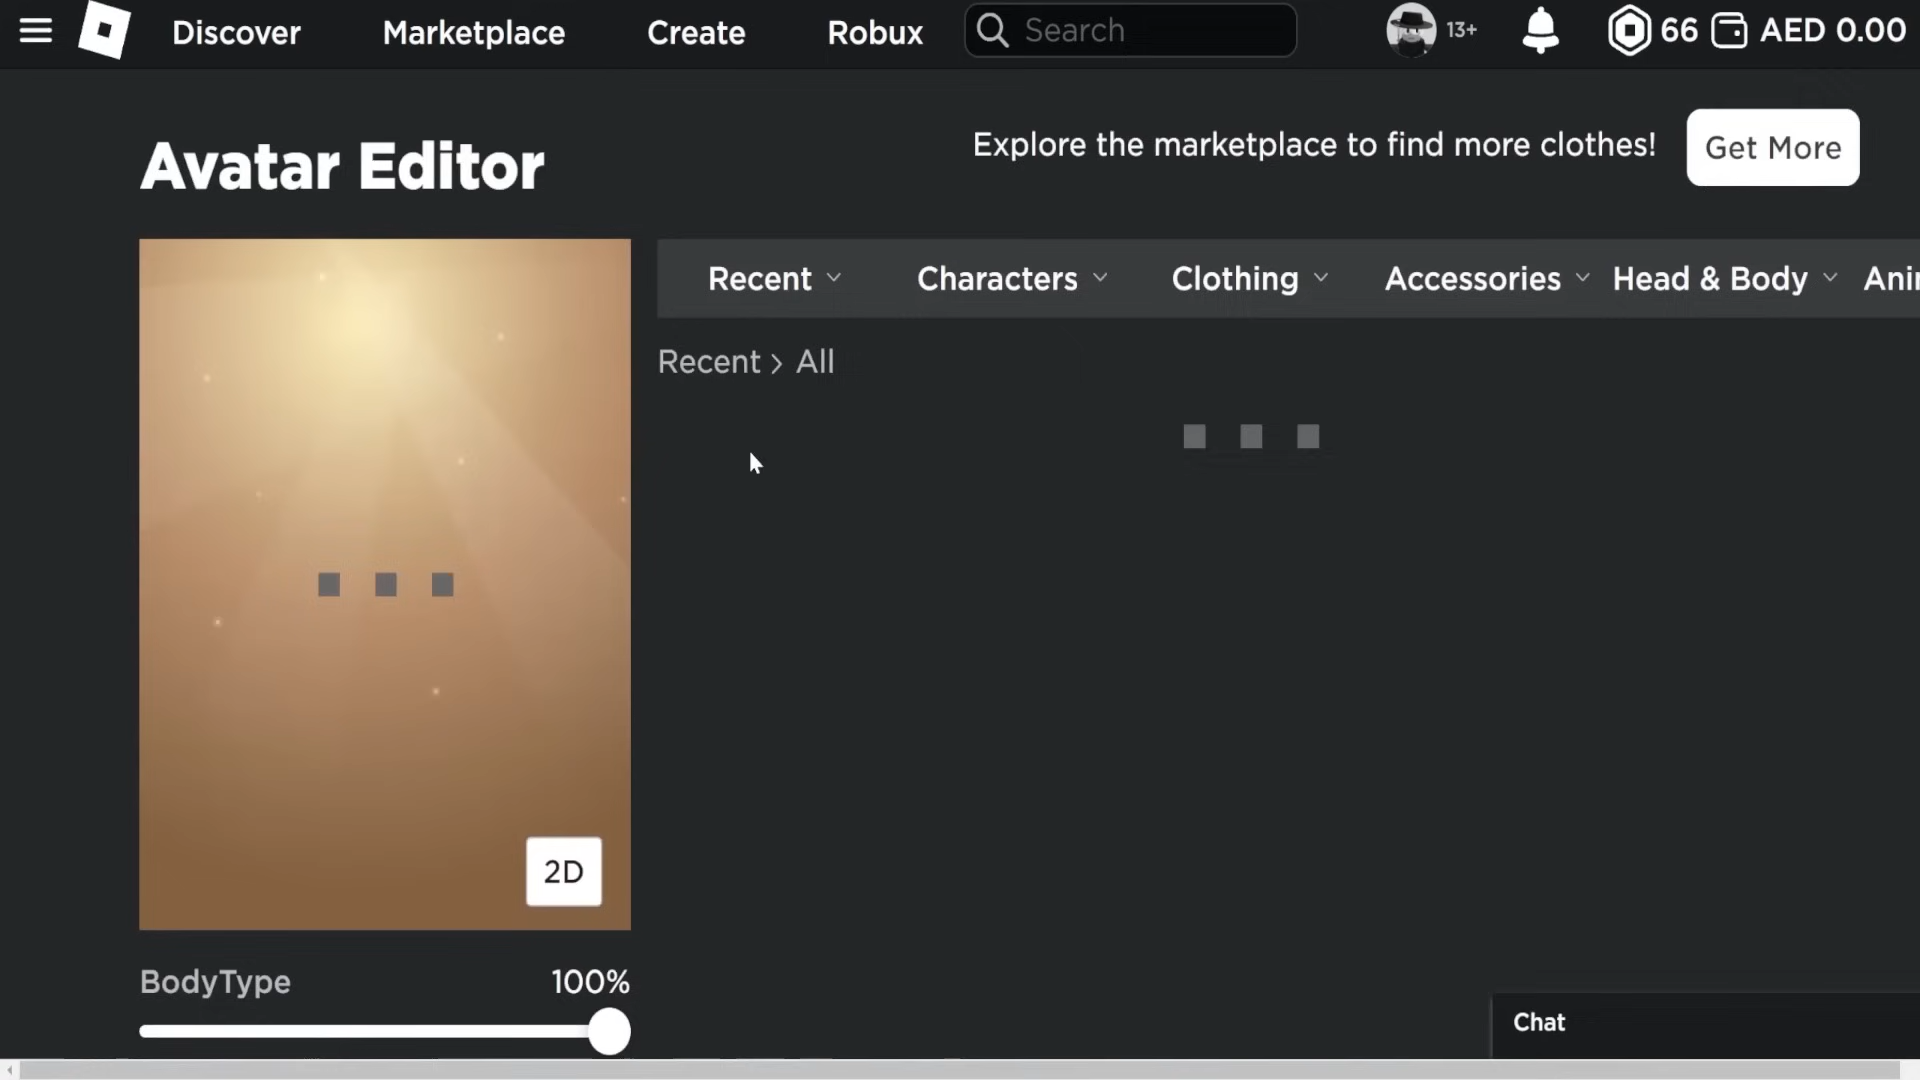 Discover Marketplace Create Robux Search 13+ 66 AED 0.00
Avatar Editor
Explore the marketplace to find more clothes! Get More
Recent Characters Clothing Accessories Head & Body Ani
Recent > All
2D
BodyType 100%
Chat